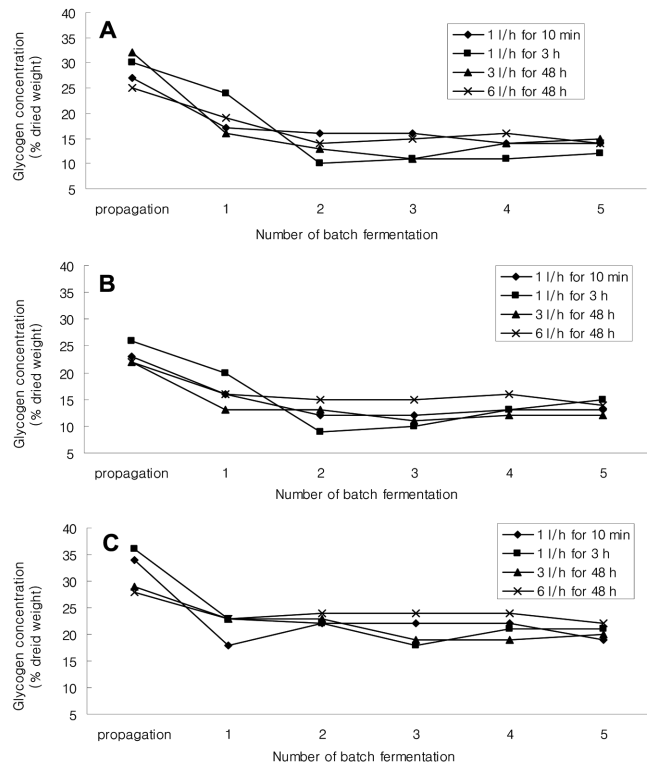 A
Glycogen concentration
(% dried weight)
40
35
30
25
20
15
10
5
1 l/h for 10 min
1 l/h for 3 h
3 l/h for 48 h
6 l/h for 48 h
propagation 1 2 3 4 5
Number of batch fermentation
B
Glycogen concentration
(% dried weight)
40
35
30
25
20
15
10
5
1 l/h for 10 min
1 l/h for 3 h
3 l/h for 48 h
6 l/h for 48 h
propagation 1 2 3 4 5
Number of batch fermentation
C
Glycogen concentration
(% dreid weight)
40
35
30
25
20
15
10
5
1 l/h for 10 min
1 l/h for 3 h
3 l/h for 48 h
6 l/h for 48 h
propagation 1 2 3 4 5
Number of batch fermentation